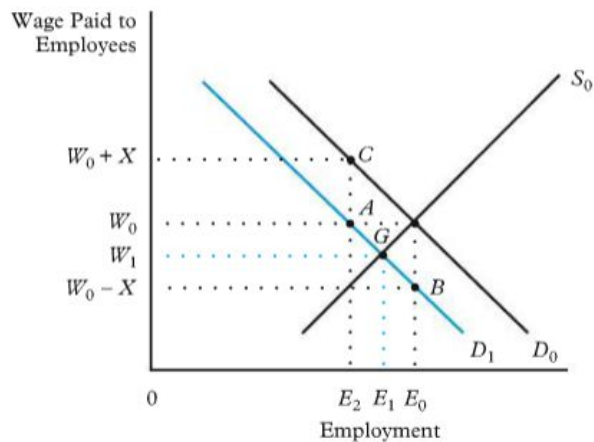 Wage Paid to
Employees
S₀
W₀ + X
C
W₀
A
G
W₁
W₀ − X
B
D₁ D₀
0 E₂ E₁ E₀
Employment